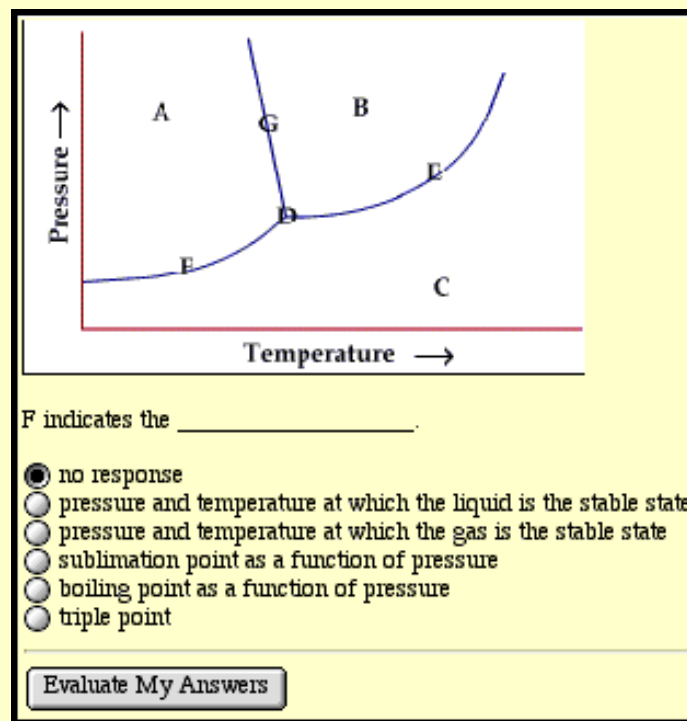 A
G
B
E
D
F
C
Pressure →
Temperature →
F indicates the ____________________.
no response
pressure and temperature at which the liquid is the stable state
pressure and temperature at which the gas is the stable state
sublimation point as a function of pressure
boiling point as a function of pressure
triple point
Evaluate My Answers